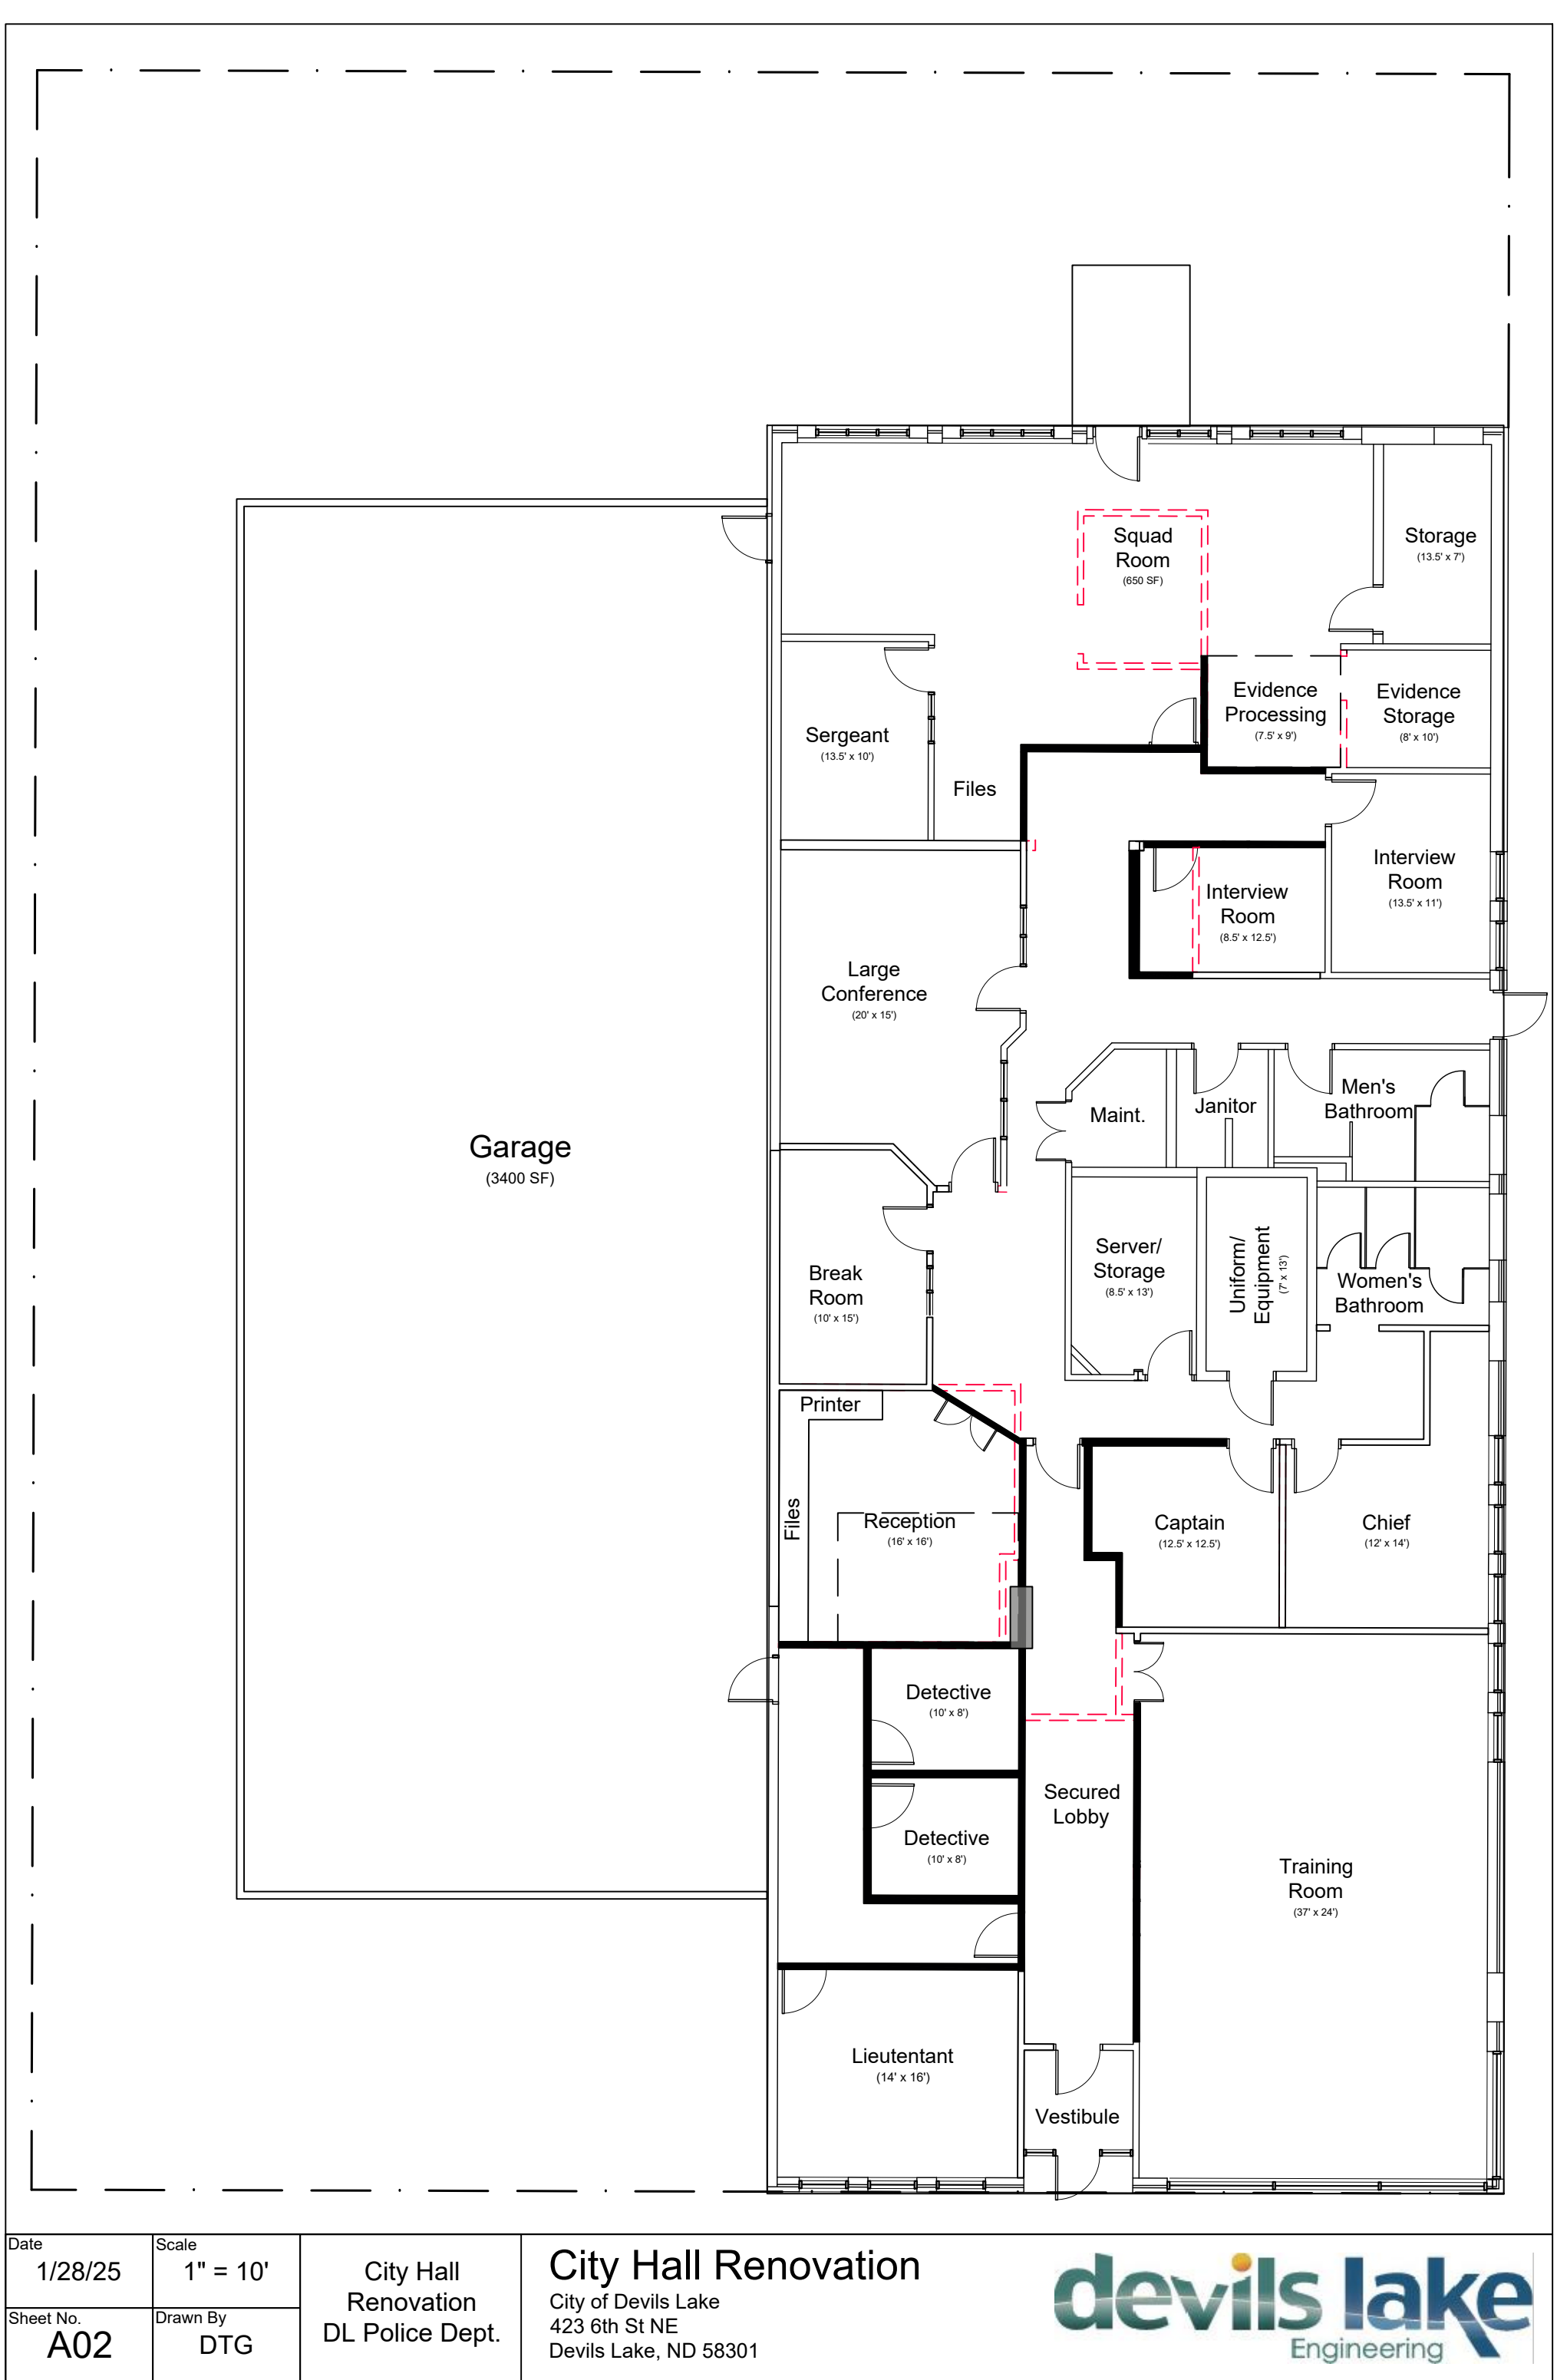 Squad
Room
(650 SF)
Storage
(13.5' x 7')
Evidence
Processing
(7.5' x 9')
Evidence
Storage
(8' x 10')
Sergeant
(13.5' x 10')
Files
Interview
Room
(13.5' x 11')
Interview
Room
(8.5' x 12.5')
Large
Conference
(20' x 15')
Maint.
Janitor
Men's
Bathroom
Garage
(3400 SF)
Break
Room
(10' x 15')
Server/
Storage
(8.5' x 13')
Uniform/
Equipment
(7' x 13')
Women's
Bathroom
Printer
Files
Reception
(16' x 16')
Captain
(12.5' x 12.5')
Chief
(12' x 14')
Detective
(10' x 8')
Secured
Lobby
Detective
(10' x 8')
Training
Room
(37' x 24')
Lieutentant
(14' x 16')
Vestibule
Date
1/28/25
Scale
1" = 10'
Sheet No.
A02
Drawn By
DTG
City Hall
Renovation
DL Police Dept.
City Hall Renovation
City of Devils Lake
423 6th St NE
Devils Lake, ND 58301
devils lake
Engineering